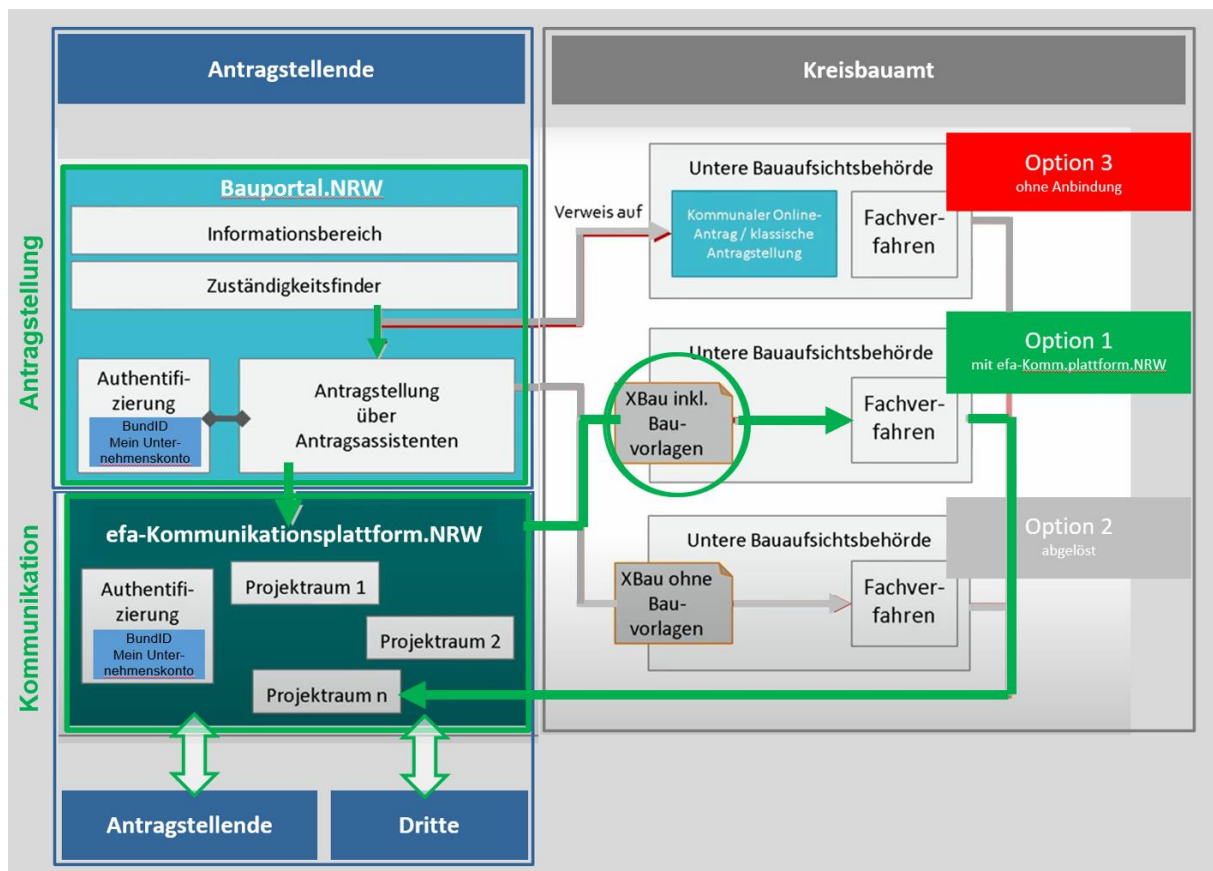 Antragstellende
Kreisbauamt
Antragstellung
Bauportal.NRW
Informationsbereich
Zuständigkeitsfinder
Authentifi-
zierung
BundID
Mein Unter-
nehmenskonto
Antragstellung
über
Antragsassistenten
Verweis auf
Untere Bauaufsichtsbehörde
Kommunaler Online-
Antrag / klassische
Antragstellung
Fachver-
fahren
Option 3
ohne Anbindung
Untere Bauaufsichtsbehörde
XBau inkl.
Bau-
vorlagen
Fachver-
fahren
Option 1
mit efa-Komm.plattform.NRW
Untere Bauaufsichtsbehörde
XBau ohne
Bau-
vorlagen
Fachver-
fahren
Option 2
abgelöst
Kommunikation
efa-Kommunikationsplattform.NRW
Authentifi-
zierung
BundID
Mein Unter-
nehmenskonto
Projektraum 1
Projektraum 2
Projektraum n
Antragstellende
Dritte